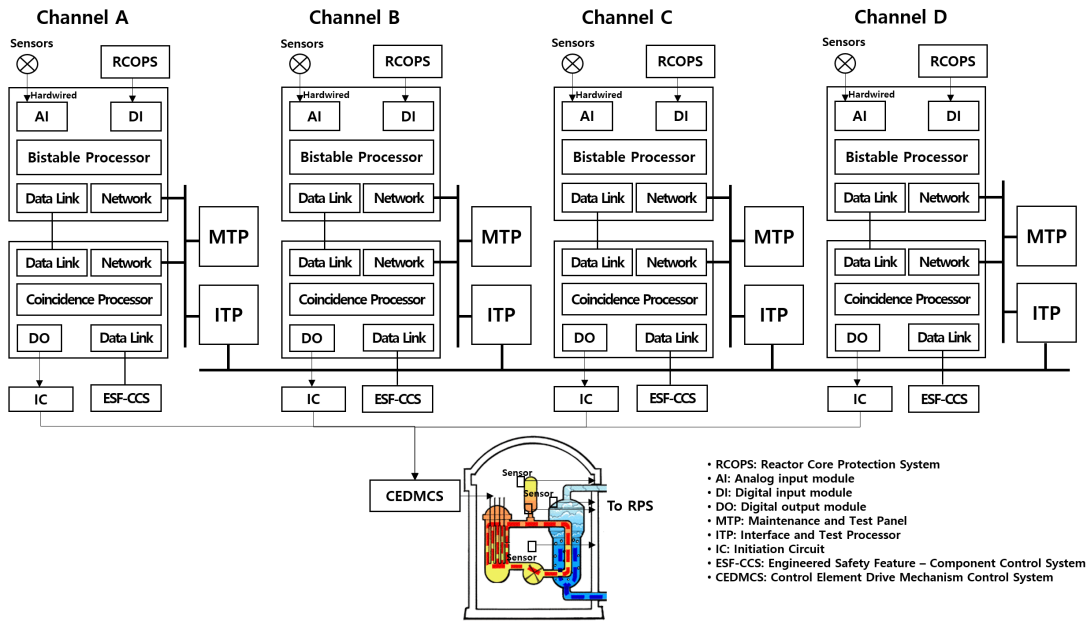 Channel A
Channel B
Channel C
Channel D
Sensors
RCOPS
Sensors
RCOPS
Sensors
RCOPS
Sensors
RCOPS
Hardwired
Hardwired
Hardwired
Hardwired
AI
DI
AI
DI
AI
DI
AI
DI
Bistable Processor
Bistable Processor
Bistable Processor
Bistable Processor
Data Link
Network
Data Link
Network
Data Link
Network
Data Link
Network
MTP
MTP
MTP
MTP
Data Link
Network
Data Link
Network
Data Link
Network
Data Link
Network
Coincidence Processor
Coincidence Processor
Coincidence Processor
Coincidence Processor
ITP
ITP
ITP
ITP
DO
Data Link
DO
Data Link
DO
Data Link
DO
Data Link
IC
ESF-CCS
IC
ESF-CCS
IC
ESF-CCS
IC
ESF-CCS
CEDMCS
Sensor
Sensor
Sensor
To RPS
• RCOPS: Reactor Core Protection System
• AI: Analog input module
• DI: Digital input module
• DO: Digital output module
• MTP: Maintenance and Test Panel
• ITP: Interface and Test Processor
• IC: Initiation Circuit
• ESF-CCS: Engineered Safety Feature – Component Control System
• CEDMCS: Control Element Drive Mechanism Control System